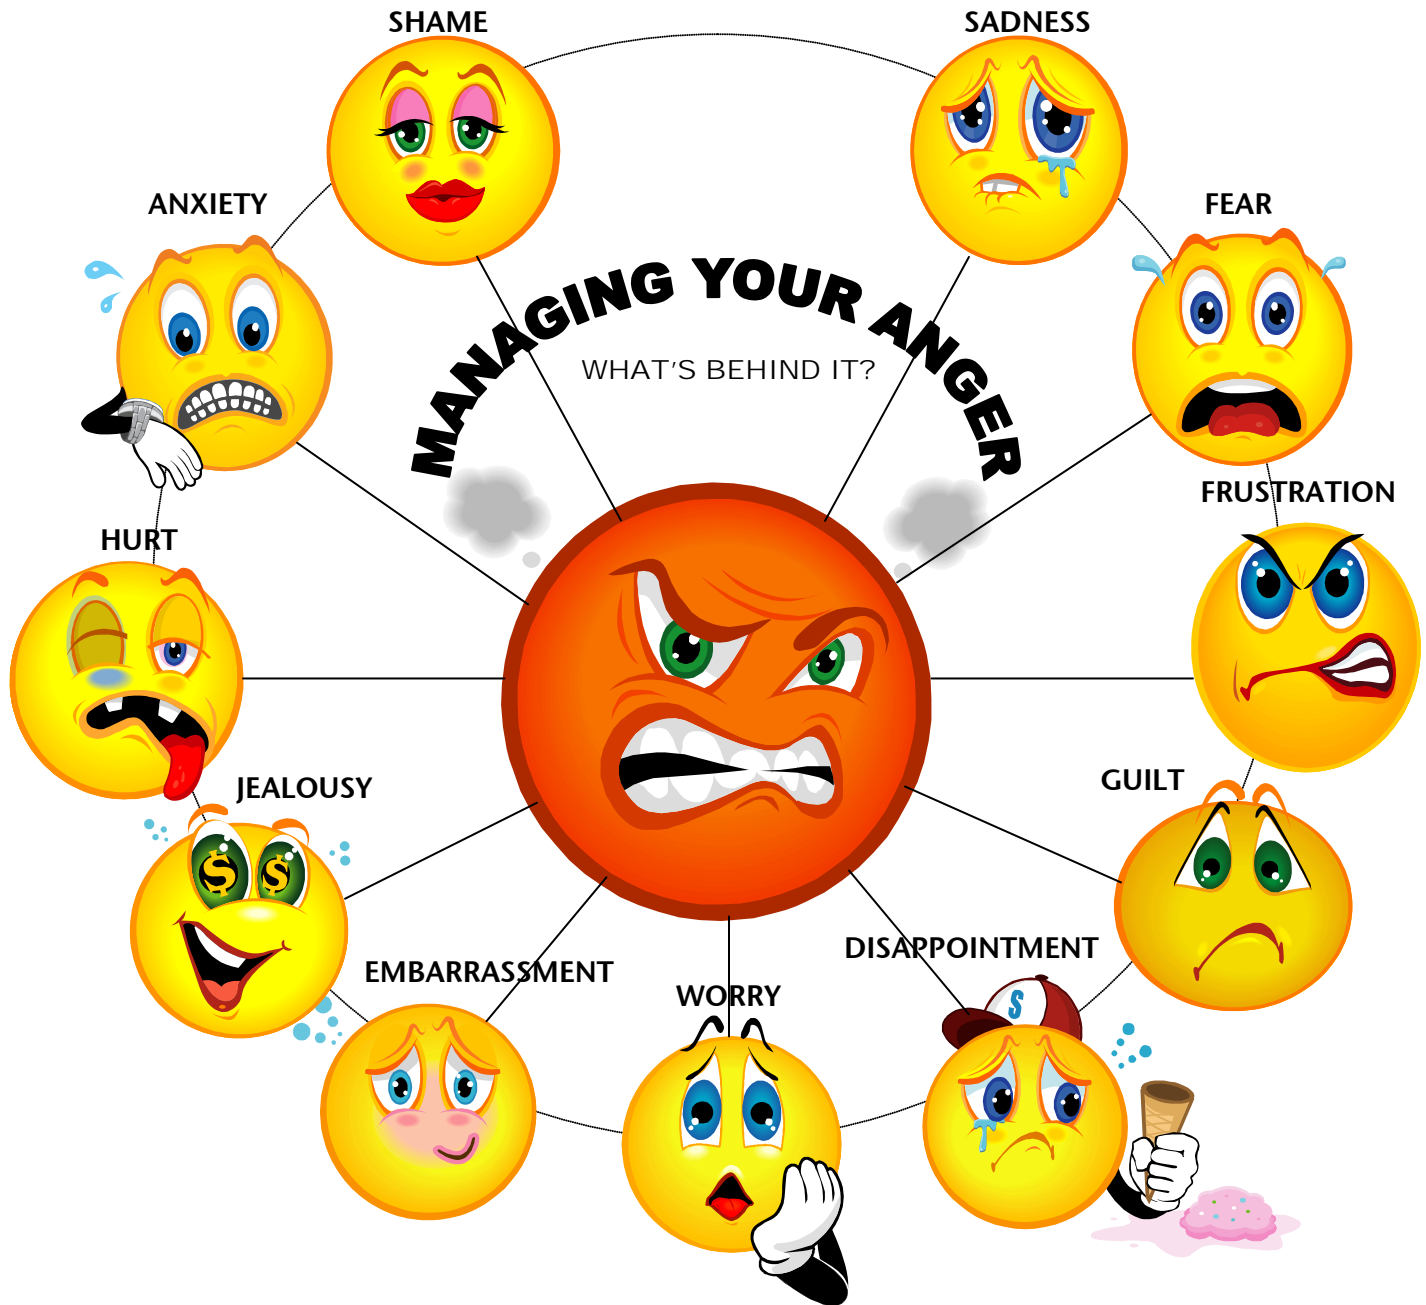 SHAME
SADNESS
ANXIETY
FEAR
MANAGING YOUR ANGER
WHAT'S BEHIND IT?
FRUSTRATION
HURT
GUILT
JEALOUSY
$ $
DISAPPOINTMENT
EMBARRASSMENT
WORRY
S